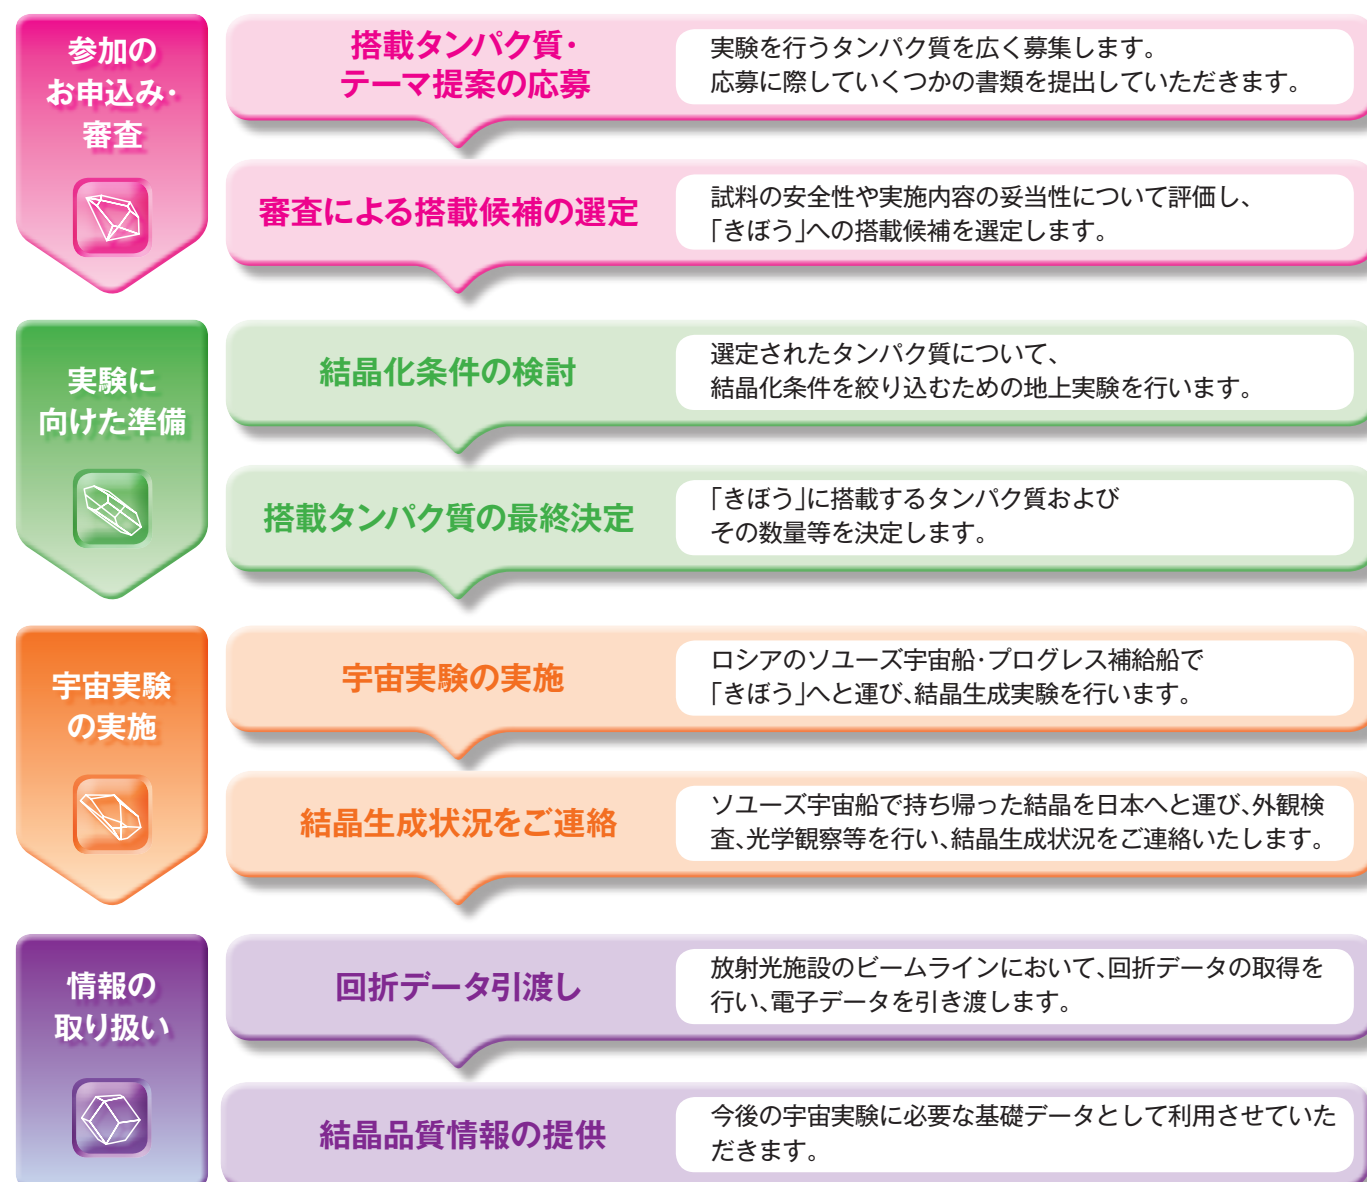 参加の
お申込み・
審査
搭載タンパク質・
テーマ提案の応募
実験を行うタンパク質を広く募集します。
応募に際していくつかの書類を提出していただきます。
審査による搭載候補の選定
試料の安全性や実施内容の妥当性について評価し、
「きぼう」への搭載候補を選定します。
実験に
向けた準備
結晶化条件の検討
選定されたタンパク質について、
結晶化条件を絞り込むための地上実験を行います。
搭載タンパク質の最終決定
「きぼう」に搭載するタンパク質および
その数量等を決定します。
宇宙実験
の実施
宇宙実験の実施
ロシアのソユーズ宇宙船・プログレス補給船で
「きぼう」へと運び、結晶生成実験を行います。
結晶生成状況をご連絡
ソユーズ宇宙船で持ち帰った結晶を日本へと運び、外観検
査、光学観察等を行い、結晶生成状況をご連絡いたします。
情報の
取り扱い
回折データ引渡し
放射光施設のビームラインにおいて、回折データの取得を
行い、電子データを引き渡します。
結晶品質情報の提供
今後の宇宙実験に必要な基礎データとして利用させていた
だきます。